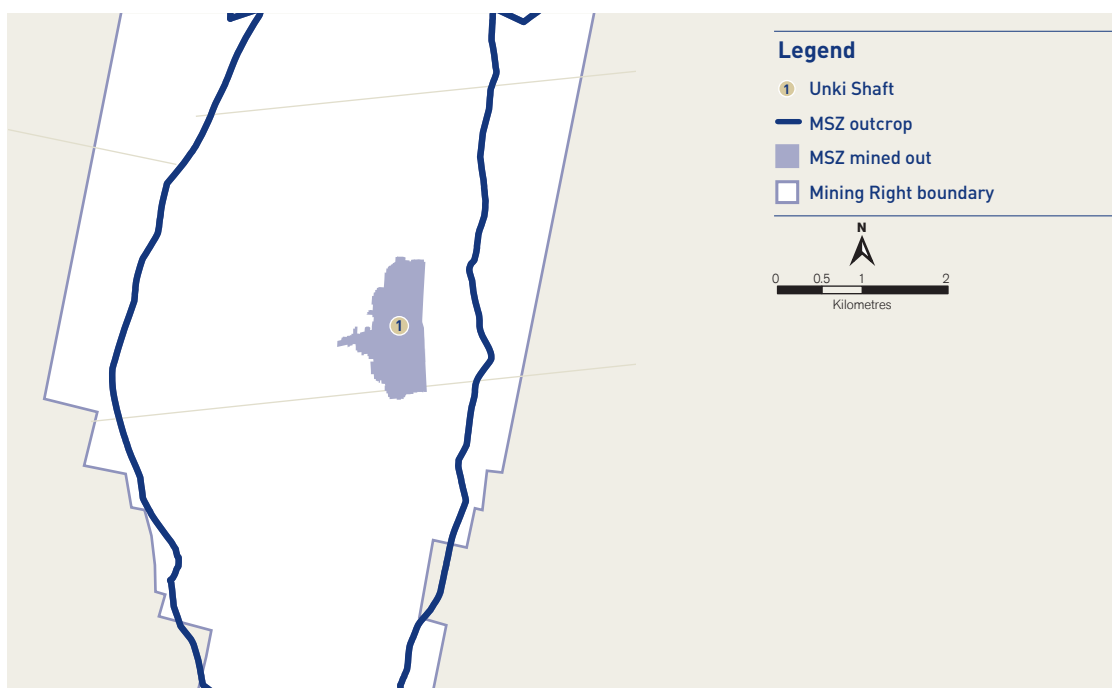 Legend
1 Unki Shaft
MSZ outcrop
MSZ mined out
Mining Right boundary
N
0 0.5 1 2
Kilometres
1